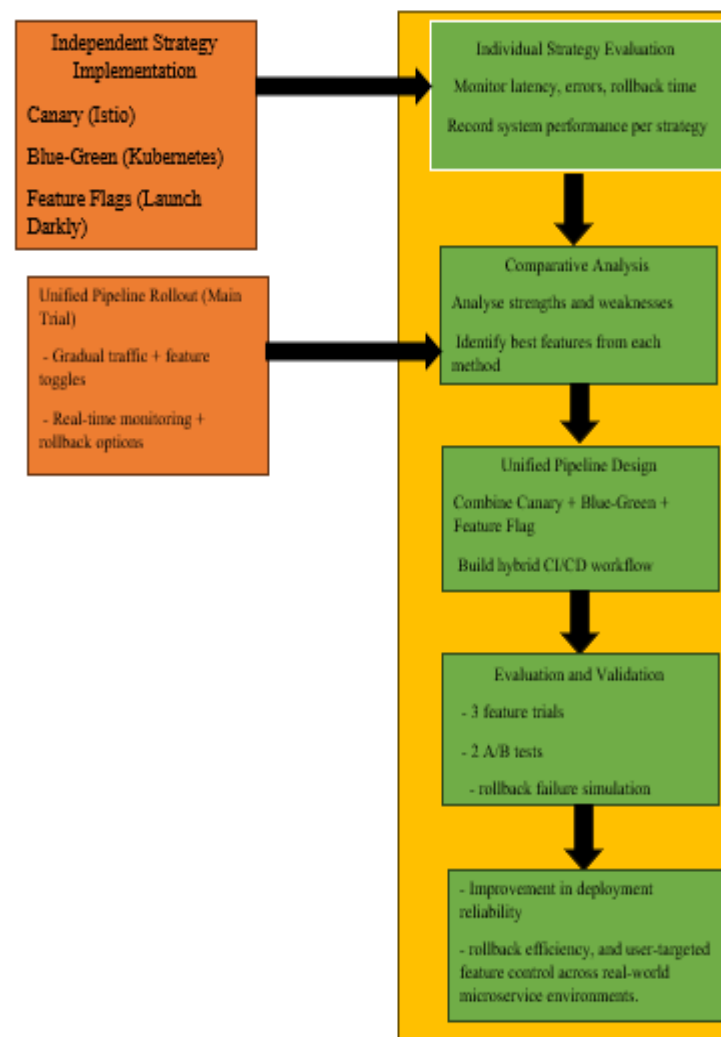 Independent Strategy
Implementation
Canary (Istio)
Blue-Green (Kubernetes)
Feature Flags (Launch
Darkly)
Individual Strategy Evaluation
Monitor latency, errors, rollback time
Record system performance per strategy
Unified Pipeline Rollout (Main
Trial)
- Gradual traffic + feature
toggles
- Real-time monitoring +
rollback options
Comparative Analysis
Analyse strengths and weaknesses
Identify best features from each
method
Unified Pipeline Design
Combine Canary + Blue-Green +
Feature Flag
Build hybrid CI/CD workflow
Evaluation and Validation
- 3 feature trials
- 2 A/B tests
- rollback failure simulation
- Improvement in deployment
reliability
- rollback efficiency, and user-targeted
feature control across real-world
microservice environments.